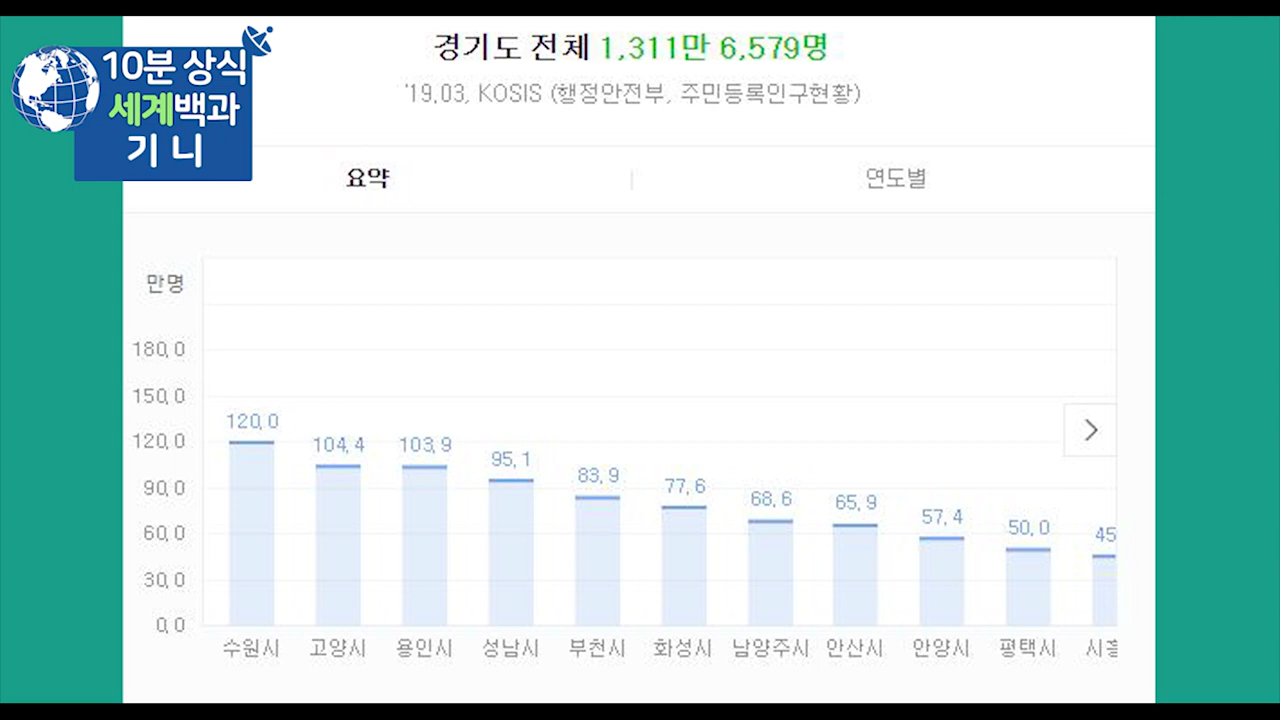 10분 상식
세계백과
기니
경기도 전체 1,311만 6,579명
'19.03, KOSIS (행정안전부, 주민등록인구현황)
요약
연도별
만명
180.0
150.0
120.0
90.0
60.0
30.0
0.0
120.0
104.4
103.9
95.1
83.9
77.6
68.6
65.9
57.4
50.0
45
수원시 고양시 용인시 성남시 부천시 화성시 남양주시 안산시 안양시 평택시 시흥